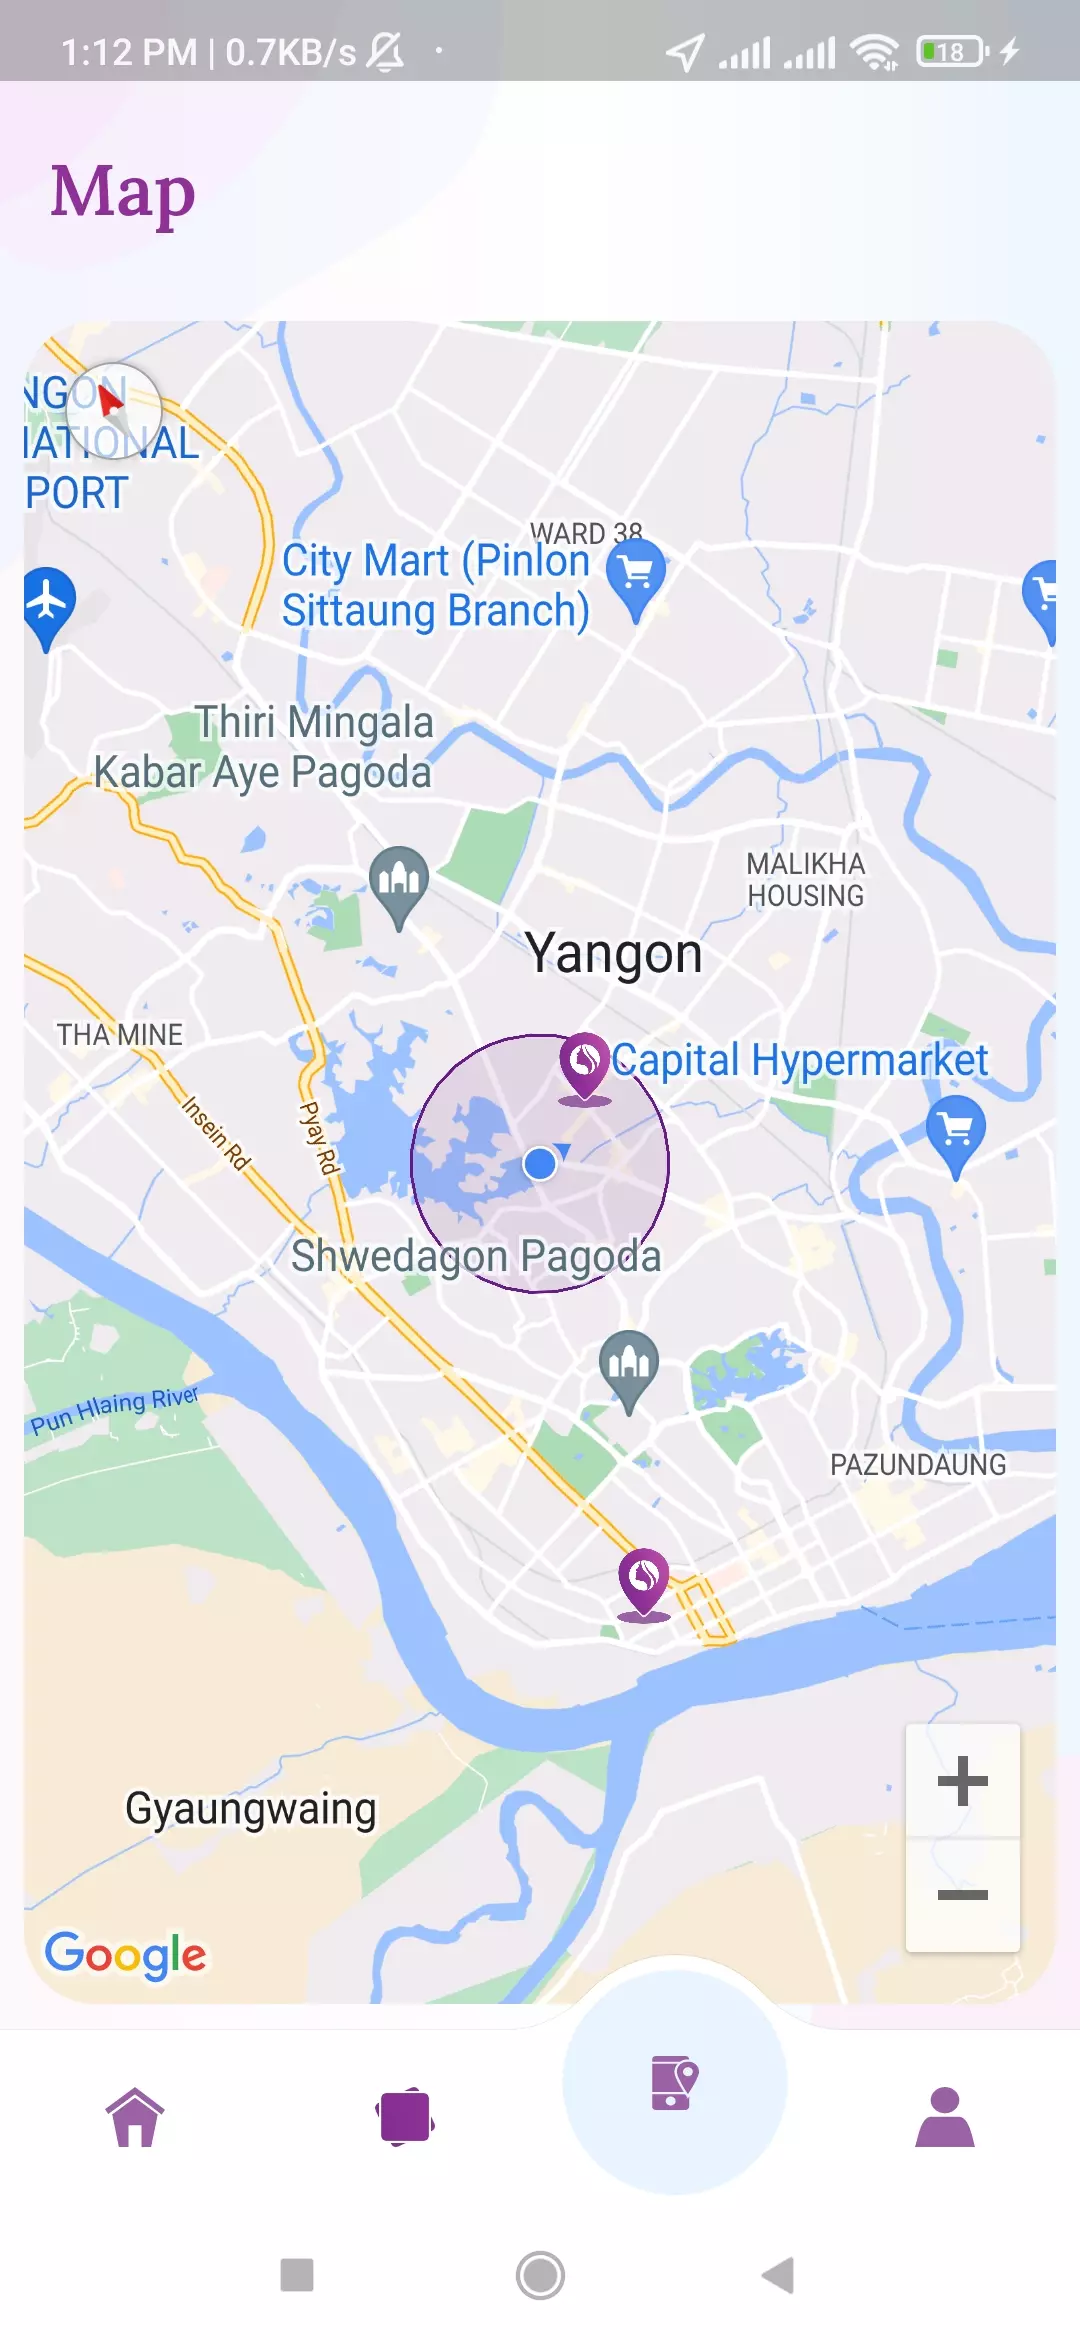 1:12 PM | 0.7KB/s
18
Map
NGON
NATIONAL
PORT
WARD 38
City Mart (Pinlon
Sittaung Branch)
Thiri Mingala
Kabar Aye Pagoda
MALIKHA
HOUSING
Yangon
THA MINE
Capital Hypermarket
Insein Rd
Pyay Rd
Shwedagon Pagoda
Pun Hlaing River
PAZUNDAUNG
Gyaungwaing
Google